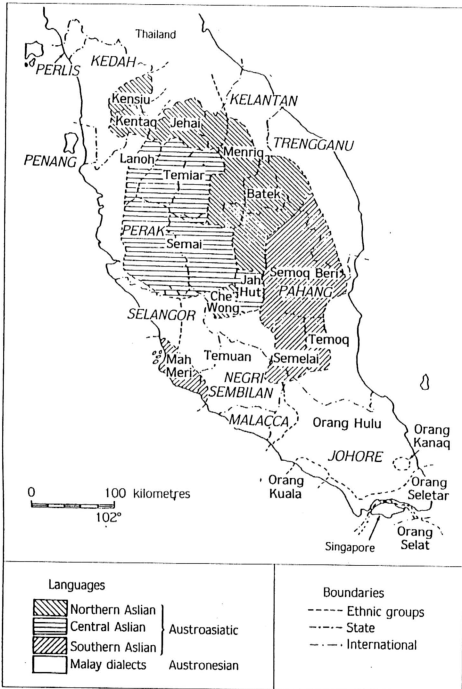 Thailand
PERLIS
KEDAH
Kensiu
KELANTAN
Kentaq
Jehai
TRENGGANU
PENANG
Lanoh
Menriq
Temiar
Batek
PERAK
Semai
Jah
Hut
Semoq Beri
PAHANG
Che
Wong
SELANGOR
Temoq
Mah
Meri
Temuan
Semelai
NEGRI
SEMBILAN
MALACCA
Orang Hulu
Orang
Kanaq
JOHORE
Orang
Kuala
Orang
Seletar
Orang
Selat
Singapore
0 100 kilometres
102°
Languages
Northern Aslian
Central Aslian
Southern Aslian
Austroasiatic
Malay dialects Austronesian
Boundaries
Ethnic groups
State
International